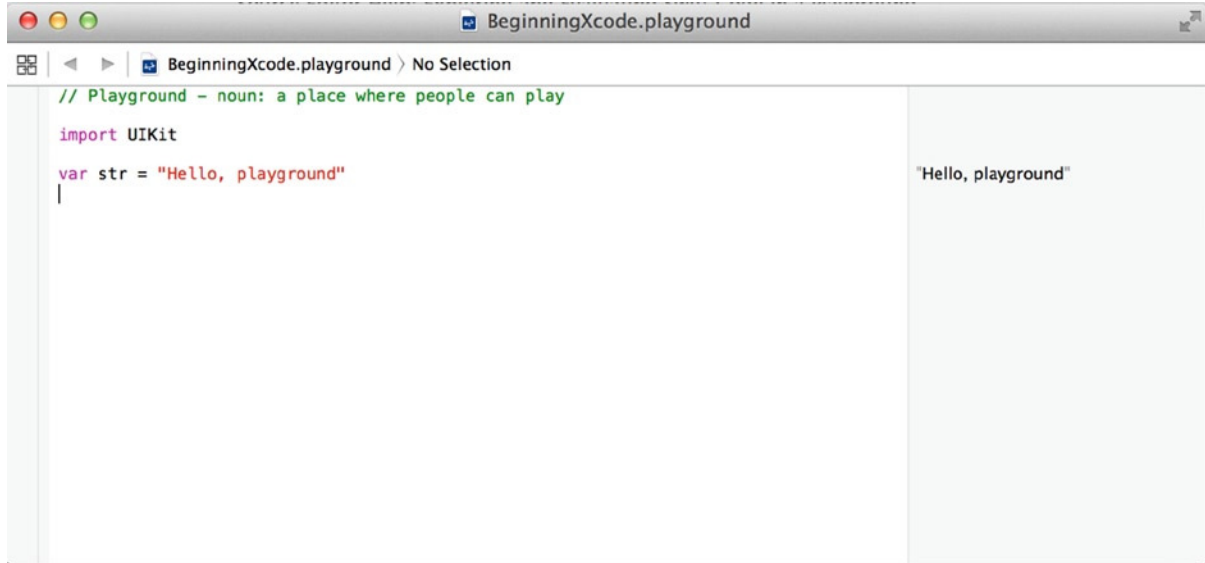 BeginningXcode.playground
BeginningXcode.playground 〉 No Selection
// Playground – noun: a place where people can play
import UIKit
var str = "Hello, playground"
"Hello, playground"